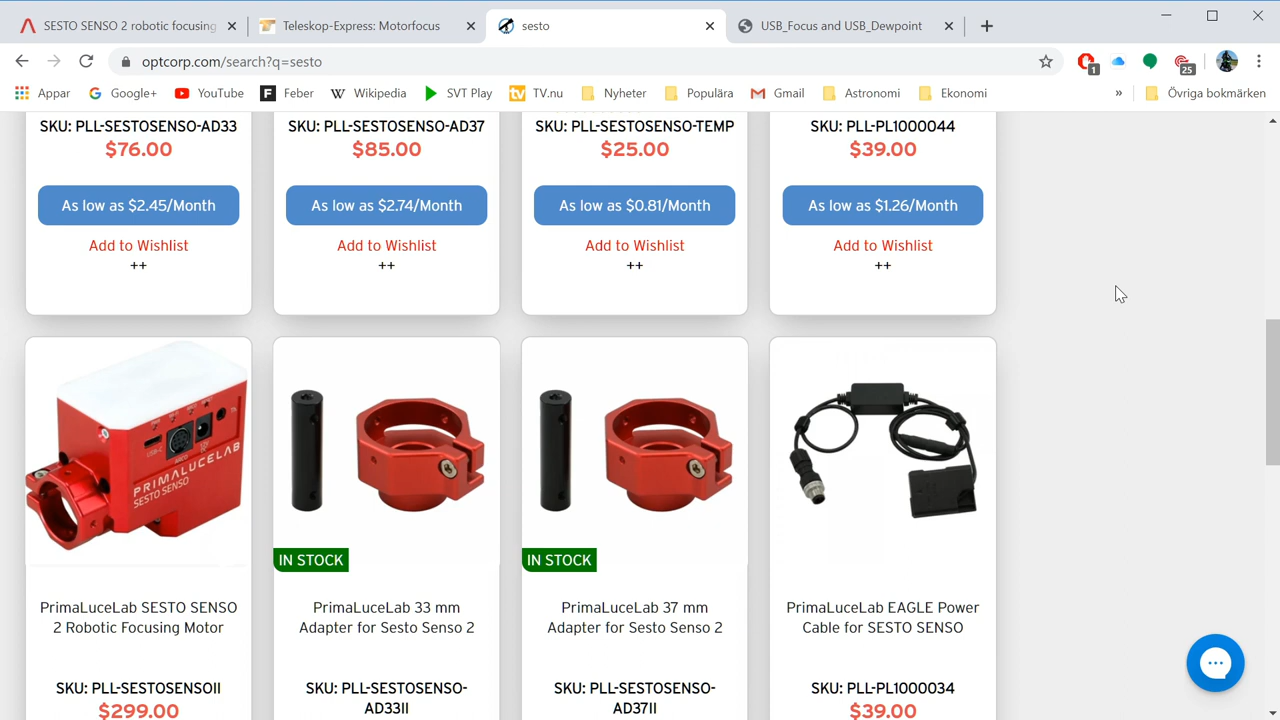 SESTO SENSO 2 robotic focusing
Teleskop-Express: Motorfocus
sesto
USB_Focus and USB_Dewpoint
optcorp.com/search?q=sesto
1
25
Appar
Google+
YouTube
Feber
Wikipedia
SVT Play
TV.nu
Nyheter
Populära
Gmail
Astronomi
Ekonomi
»
Övriga bokmärken
SKU: PLL-SESTOSENSO-AD33
SKU: PLL-SESTOSENSO-AD37
SKU: PLL-SESTOSENSO-TEMP
SKU: PLL-PL1000044
$76.00
$85.00
$25.00
$39.00
As low as $2.45/Month
As low as $2.74/Month
As low as $0.81/Month
As low as $1.26/Month
Add to Wishlist
Add to Wishlist
Add to Wishlist
Add to Wishlist
++
++
++
++
USB-C
PRIMALUCELAB
SESTO SENSO
IN STOCK
IN STOCK
PrimaLuceLab SESTO SENSO
2 Robotic Focusing Motor
PrimaLuceLab 33 mm
Adapter for Sesto Senso 2
PrimaLuceLab 37 mm
Adapter for Sesto Senso 2
PrimaLuceLab EAGLE Power
Cable for SESTO SENSO
SKU: PLL-SESTOSENSOII
SKU: PLL-SESTOSENSO-
AD33II
SKU: PLL-SESTOSENSO-
AD37II
SKU: PLL-PL1000034
$299.00
$39.00